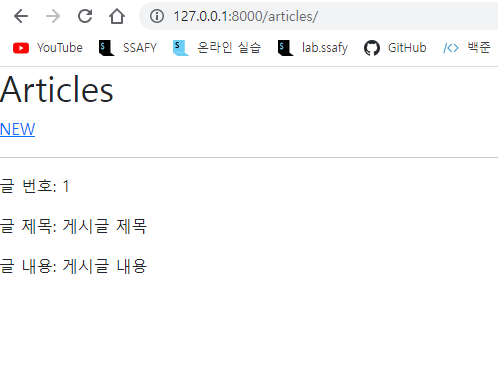 127.0.0.1:8000/articles/
YouTube SSAFY 온라인 실습 lab.ssafy GitHub 백준
Articles
NEW
글 번호: 1
글 제목: 게시글 제목
글 내용: 게시글 내용